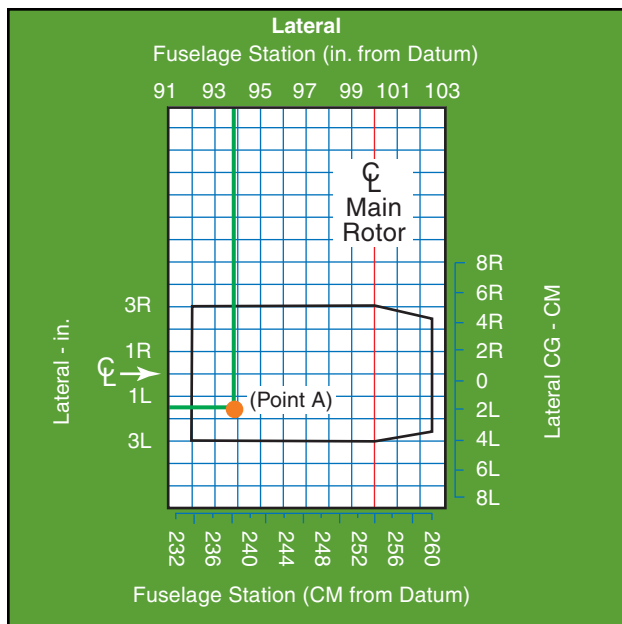 Lateral
Fuselage Station (in. from Datum)
91 93 95 97 99 101 103
℄
Main
Rotor
8R
6R
4R
2R
0
2L
4L
6L
8L
Lateral CG - CM
3R
1R
℄
1L
3L
Lateral - in.
(Point A)
232 236 240 244 248 252 256 260
Fuselage Station (CM from Datum)